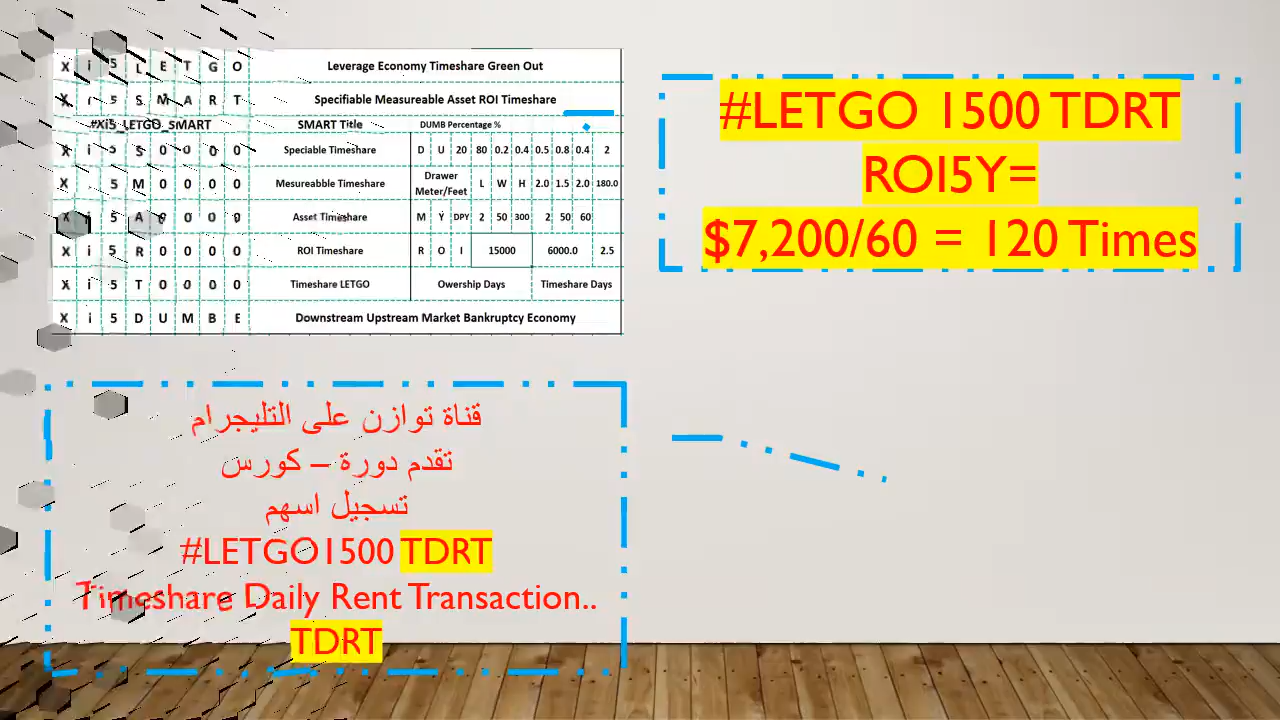 X i 5 L E T G O Leverage Economy Timeshare Green Out
X i 5 S M A R T Specifiable Measureable Asset ROI Timeshare
#Xi5_LETGO_SMART SMART Title DUMB Percentage %
X i 5 S 0 0 0 0 Speciable Timeshare D U 20 80 0.2 0.4 0.5 0.8 0.4 2
X 5 M 0 0 0 0 Mesureabble Timeshare Drawer Meter/Feet L W H 2.0 1.5 2.0 180.0
X i 5 A 0 0 0 0 Asset Timeshare M Y DPY 2 50 300 2 50 60
X i 5 R 0 0 0 0 ROI Timeshare R O I 15000 6000.0 2.5
X i 5 T 0 0 0 0 Timeshare LETGO Owership Days Timeshare Days
X i 5 D U M B E Downstream Upstream Market Bankruptcy Economy
#LETGO 1500 TDRT
ROI5Y=
$7,200/60 = 120 Times
قناة توازن على التليجرام
تقدم دورة – كورس
تسجيل اسهم
#LETGO1500 TDRT
Timeshare Daily Rent Transaction..
TDRT